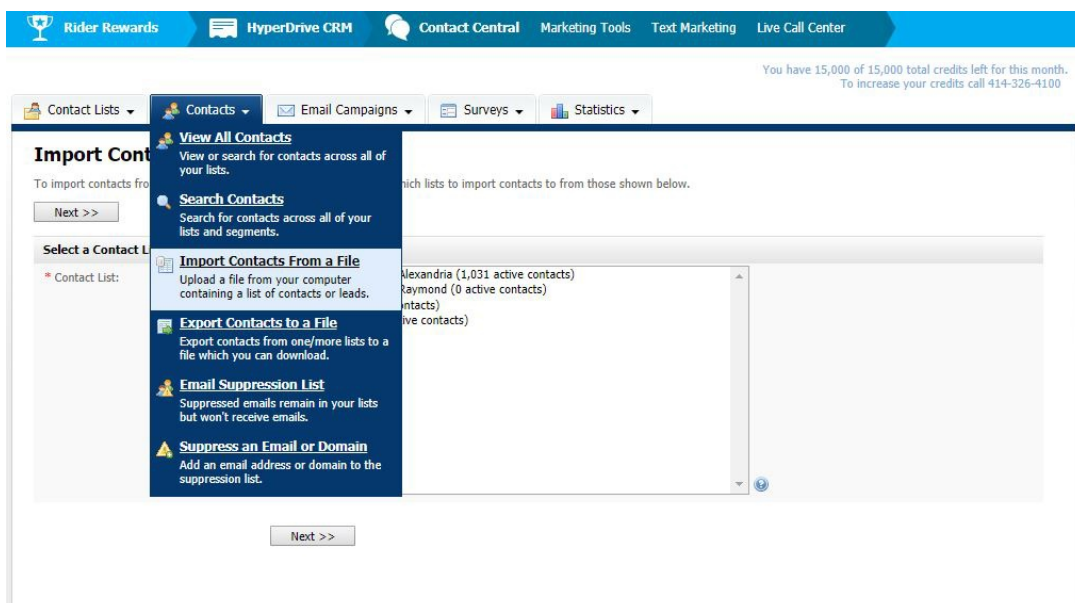 Rider Rewards HyperDrive CRM Contact Central Marketing Tools Text Marketing Live Call Center
You have 15,000 of 15,000 total credits left for this month.
To increase your credits call 414-326-4100
Contact Lists Contacts Email Campaigns Surveys Statistics
Import Cont
To import contacts fro
hich lists to import contacts to from those shown below.
Next >>
Select a Contact L
* Contact List:
View All Contacts
View or search for contacts across all of
your lists.
Search Contacts
Search for contacts across all of your
lists and segments.
Import Contacts From a File
Upload a file from your computer
containing a list of contacts or leads.
Export Contacts to a File
Export contacts from one/more lists to a
file which you can download.
Email Suppression List
Suppressed emails remain in your lists
but won't receive emails.
Suppress an Email or Domain
Add an email address or domain to the
suppression list.
Alexandria (1,031 active contacts)
Raymond (0 active contacts)
ntacts)
ive contacts)
Next >>